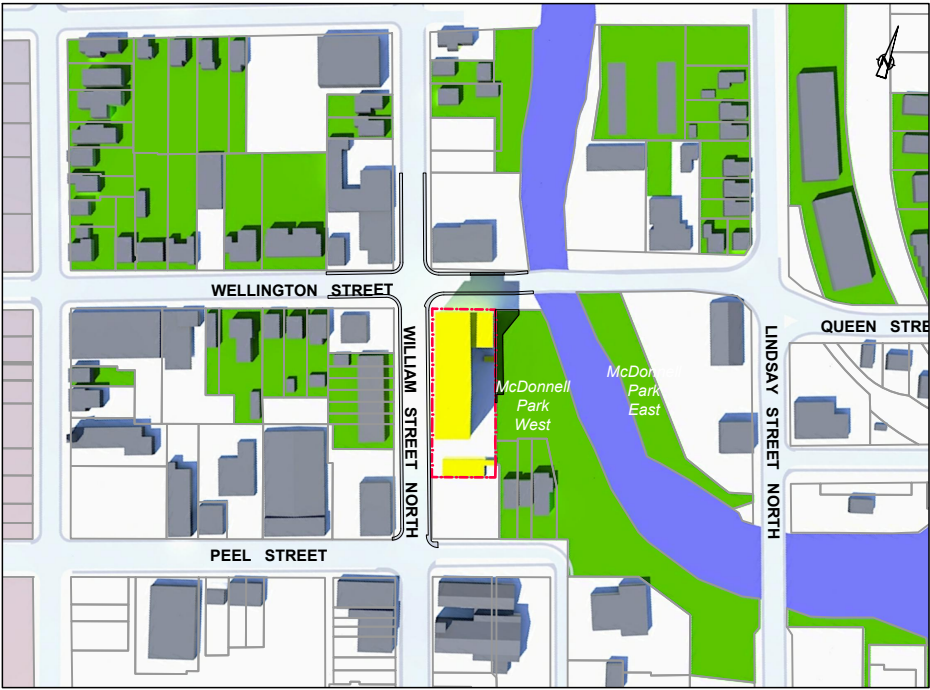 N
WELLINGTON STREET
QUEEN STRE
WILLIAM STREET NORTH
LINDSAY STREET NORTH
McDonnell
Park
West
McDonnell
Park
East
PEEL STREET